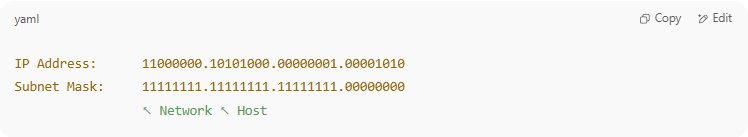 yaml Copy Edit
IP Address: 11000000.10101000.00000001.00001010
Subnet Mask: 11111111.11111111.11111111.00000000
↖ Network ↖ Host